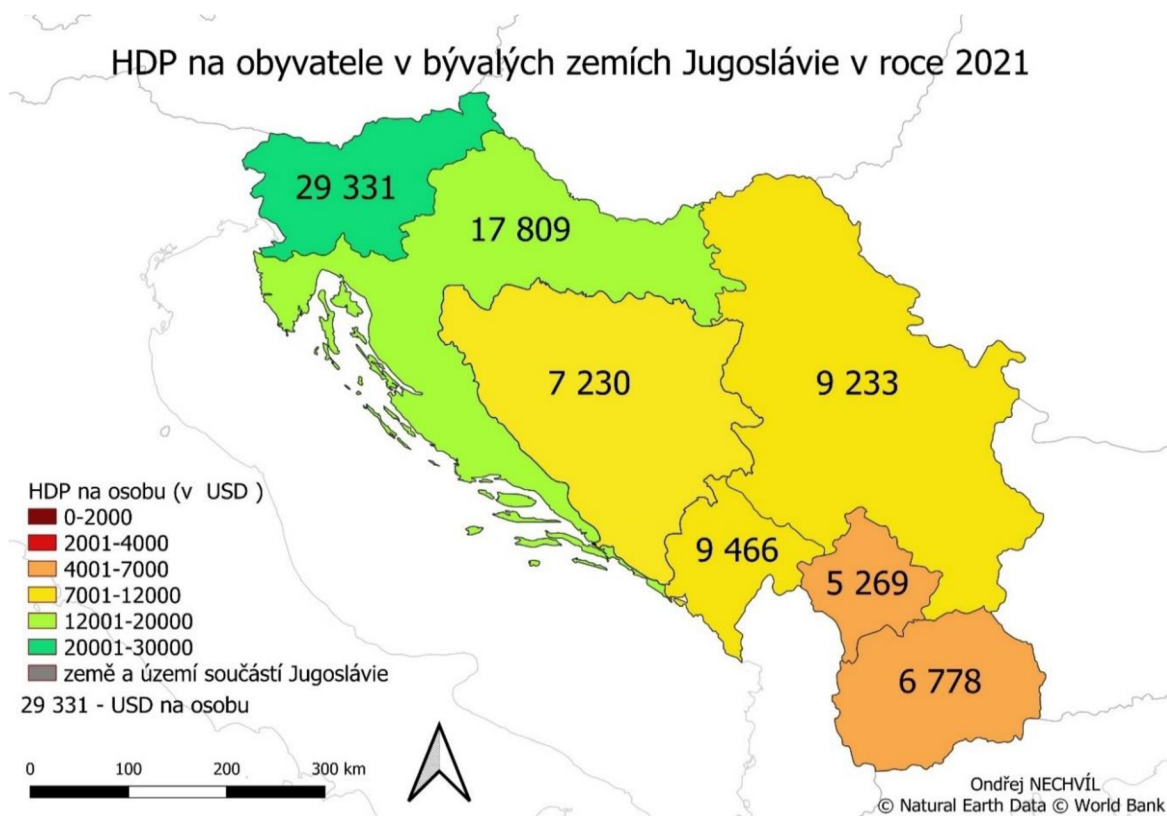 HDP na obyvatele v bývalých zemích Jugoslávie v roce 2021
29 331
17 809
7 230
9 233
9 466
5 269
6 778
HDP na osobu (v USD )
0-2000
2001-4000
4001-7000
7001-12000
12001-20000
20001-30000
země a území součástí Jugoslávie
29 331 - USD na osobu
0 100 200 300 km
Ondřej NECHVÍL
© Natural Earth Data © World Bank